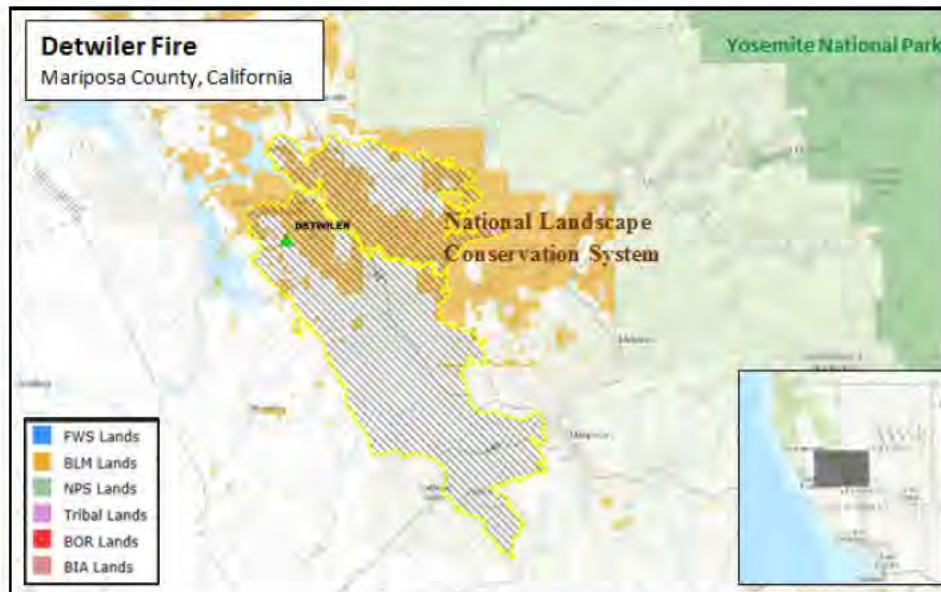 Detwiler Fire
Mariposa County, California
Yosemite National Park
DETWILER
National Landscape
Conservation System
FWS Lands
BLM Lands
NPS Lands
Tribal Lands
BOR Lands
BIA Lands